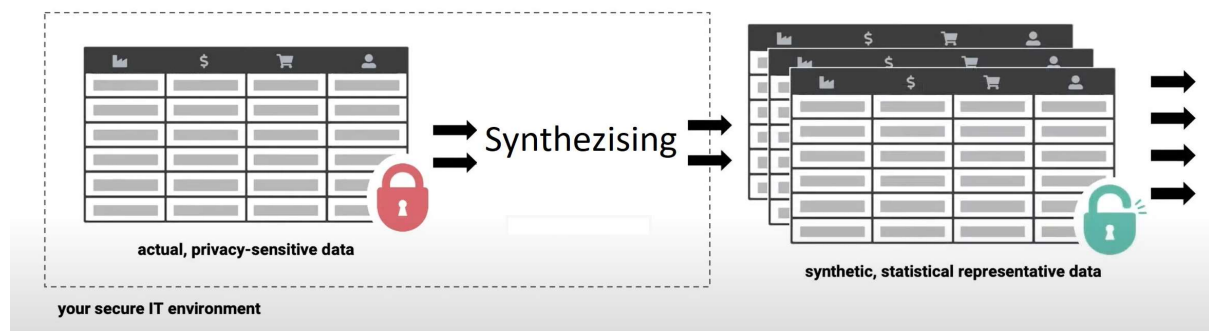 Synthezising
actual, privacy-sensitive data
synthetic, statistical representative data
your secure IT environment